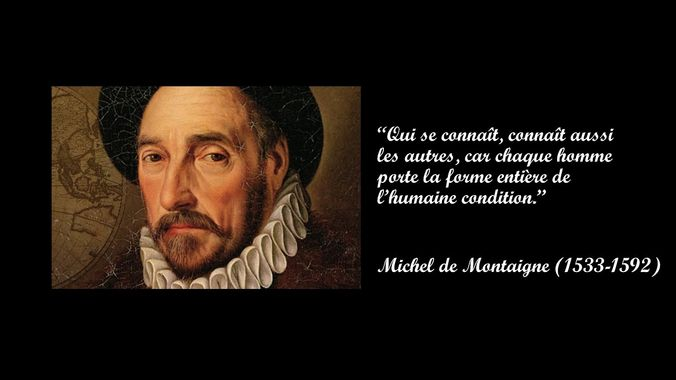 “Qui se connaît, connaît aussi
les autres, car chaque homme
porte la forme entière de
l’humaine condition.”
Michel de Montaigne (1533-1592)